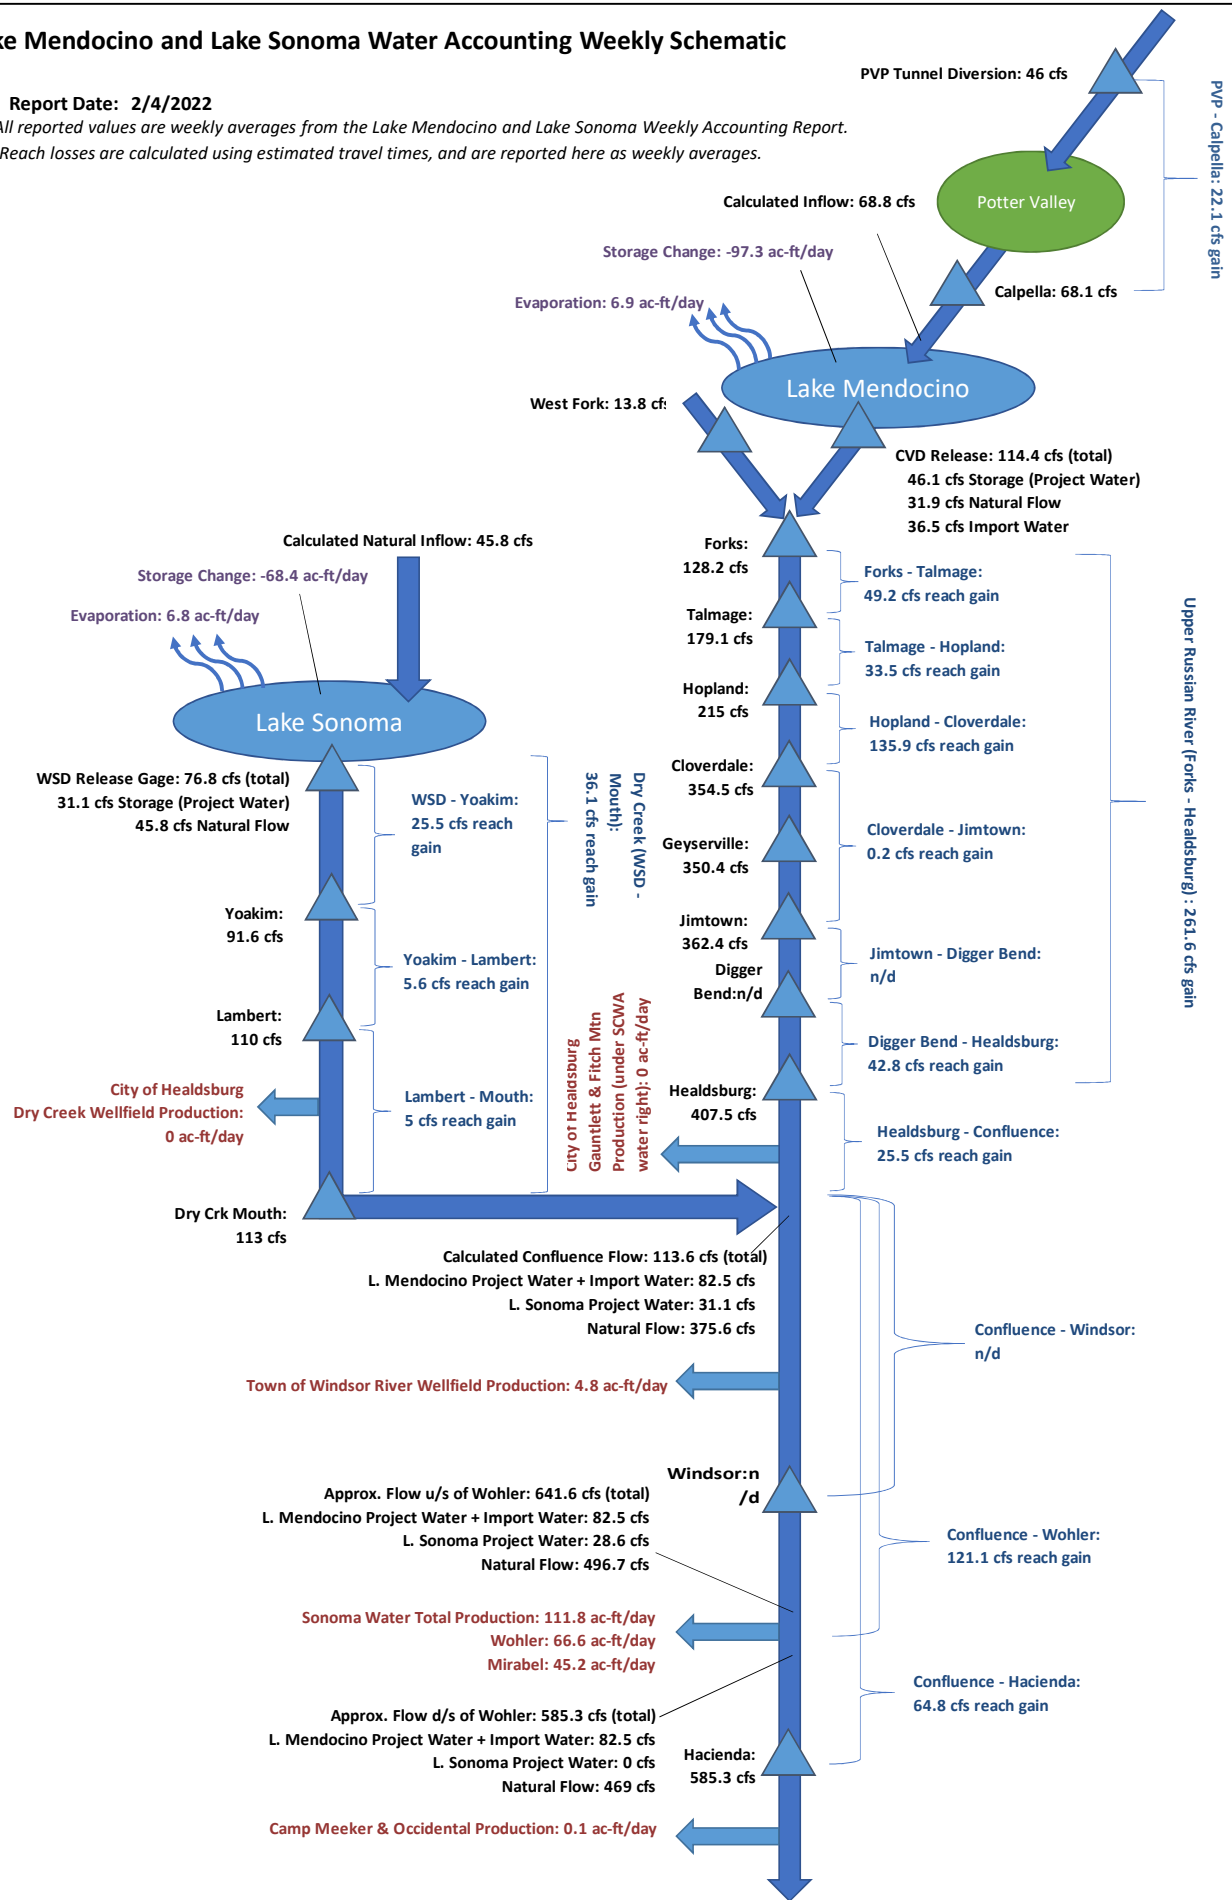 ke Mendocino and Lake Sonoma Water Accounting Weekly Schematic
Report Date: 2/4/2022
All reported values are weekly averages from the Lake Mendocino and Lake Sonoma Weekly Accounting Report.
Reach losses are calculated using estimated travel times, and are reported here as weekly averages.
PVP Tunnel Diversion: 46 cfs
PVP - Calpella: 22.1 cfs gain
Potter Valley
Calculated Inflow: 68.8 cfs
Storage Change: -97.3 ac-ft/day
Evaporation: 6.9 ac-ft/day
Calpella: 68.1 cfs
Lake Mendocino
West Fork: 13.8 cfs
CVD Release: 114.4 cfs (total)
46.1 cfs Storage (Project Water)
31.9 cfs Natural Flow
36.5 cfs Import Water
Calculated Natural Inflow: 45.8 cfs
Storage Change: -68.4 ac-ft/day
Evaporation: 6.8 ac-ft/day
Lake Sonoma
Forks:
128.2 cfs
Forks - Talmage:
49.2 cfs reach gain
Talmage:
179.1 cfs
Talmage - Hopland:
33.5 cfs reach gain
Hopland:
215 cfs
Hopland - Cloverdale:
135.9 cfs reach gain
Upper Russian River (Forks - Healdsburg) : 261.6 cfs gain
WSD Release Gage: 76.8 cfs (total)
31.1 cfs Storage (Project Water)
45.8 cfs Natural Flow
WSD - Yoakim:
25.5 cfs reach
gain
Dry Creek (WSD -
Mouth):
36.1 cfs reach gain
Cloverdale:
354.5 cfs
Geyserville:
350.4 cfs
Cloverdale - Jimtown:
0.2 cfs reach gain
Yoakim:
91.6 cfs
Yoakim - Lambert:
5.6 cfs reach gain
Jimtown:
362.4 cfs
Jimtown - Digger Bend:
n/d
Digger
Bend:n/d
Lambert:
110 cfs
Digger Bend - Healdsburg:
42.8 cfs reach gain
City of Healdsburg
Dry Creek Wellfield Production:
0 ac-ft/day
Lambert - Mouth:
5 cfs reach gain
City of Healdsburg
Gauntlett & Fitch Mtn
Production (under SCWA
water right): 0 ac-ft/day
Healdsburg:
407.5 cfs
Healdsburg - Confluence:
25.5 cfs reach gain
Dry Crk Mouth:
113 cfs
Calculated Confluence Flow: 113.6 cfs (total)
L. Mendocino Project Water + Import Water: 82.5 cfs
L. Sonoma Project Water: 31.1 cfs
Natural Flow: 375.6 cfs
Confluence - Windsor:
n/d
Town of Windsor River Wellfield Production: 4.8 ac-ft/day
Windsor:n
/d
Approx. Flow u/s of Wohler: 641.6 cfs (total)
L. Mendocino Project Water + Import Water: 82.5 cfs
L. Sonoma Project Water: 28.6 cfs
Natural Flow: 496.7 cfs
Confluence - Wohler:
121.1 cfs reach gain
Sonoma Water Total Production: 111.8 ac-ft/day
Wohler: 66.6 ac-ft/day
Mirabel: 45.2 ac-ft/day
Confluence - Hacienda:
64.8 cfs reach gain
Approx. Flow d/s of Wohler: 585.3 cfs (total)
L. Mendocino Project Water + Import Water: 82.5 cfs
L. Sonoma Project Water: 0 cfs
Natural Flow: 469 cfs
Hacienda:
585.3 cfs
Camp Meeker & Occidental Production: 0.1 ac-ft/day